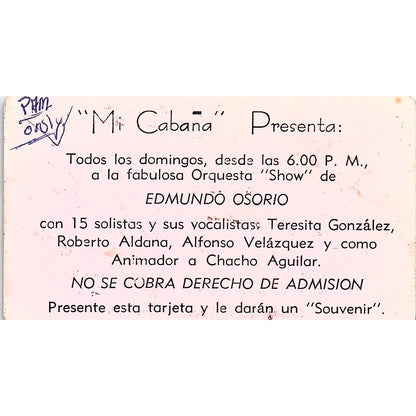 PAM
only
"Mi Cabaña" Presenta:
Todos los domingos, desde las 6.00 P. M.,
a la fabulosa Orquesta "Show" de
EDMUNDO OSORIO
con 15 solistas y sus vocalistas: Teresita González,
Roberto Aldana, Alfonso Velázquez y como
Animador a Chacho Aguilar.
NO SE COBRA DERECHO DE ADMISION
Presente esta tarjeta y le darán un "Souvenir".